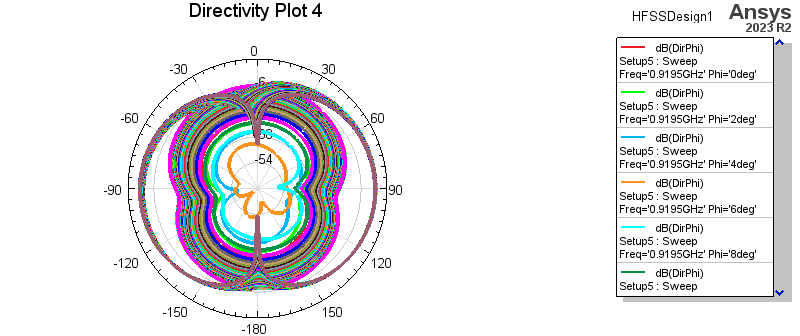 Directivity Plot 4
HFSSDesign1
Ansys
2023 R2
0
-30
30
-60
60
-90
90
-120
120
-150
150
-180
-54
dB(DirPhi)
Setup5 : Sweep
Freq='0.9195GHz' Phi='0deg'
dB(DirPhi)
Setup5 : Sweep
Freq='0.9195GHz' Phi='2deg'
dB(DirPhi)
Setup5 : Sweep
Freq='0.9195GHz' Phi='4deg'
dB(DirPhi)
Setup5 : Sweep
Freq='0.9195GHz' Phi='6deg'
dB(DirPhi)
Setup5 : Sweep
Freq='0.9195GHz' Phi='8deg'
dB(DirPhi)
Setup5 : Sweep